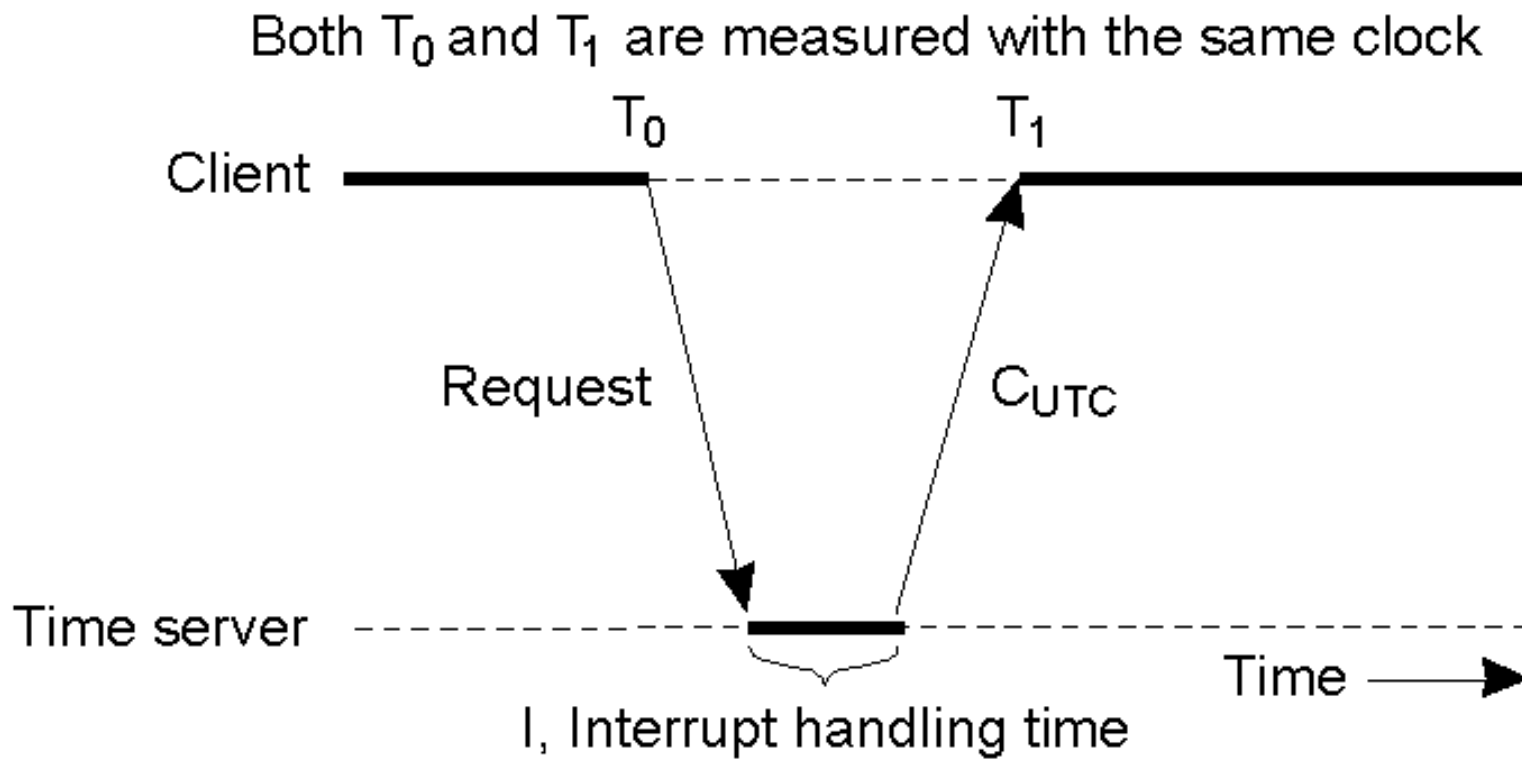 Both T₀ and T₁ are measured with the same clock
T₀
T₁
Client
Request
C_UTC
Time server
Time
I, Interrupt handling time